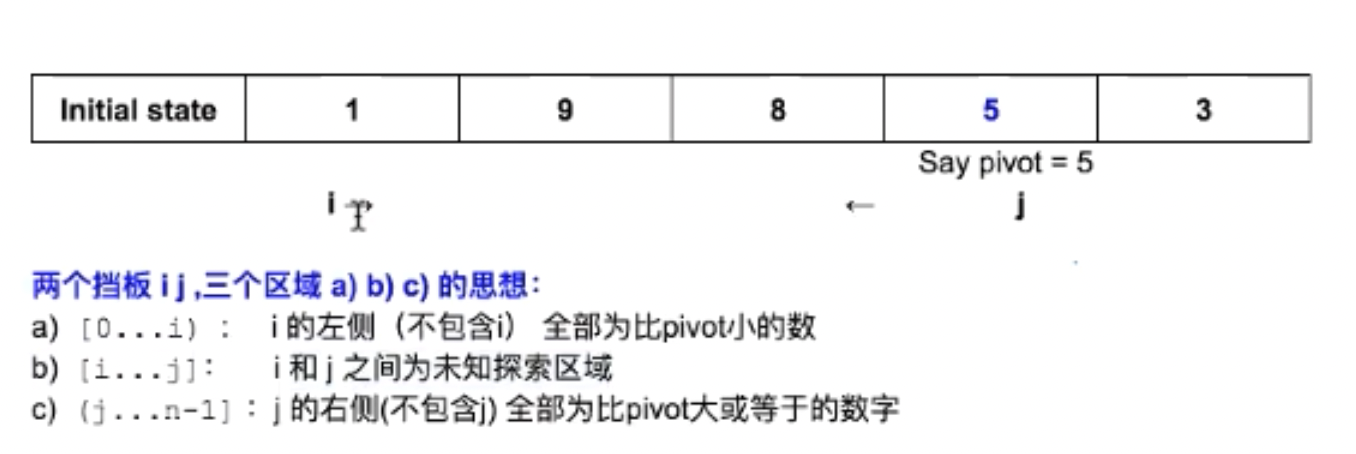 Initial state 1 9 8 5 3
Say pivot = 5
i → ← j
两个挡板 i j ,三个区域 a) b) c) 的思想：
a) [0...i) : i 的左侧（不包含i） 全部为比pivot小的数
b) [i...j]: i 和 j 之间为未知探索区域
c) (j...n-1] : j 的右侧(不包含j) 全部为比pivot大或等于的数字